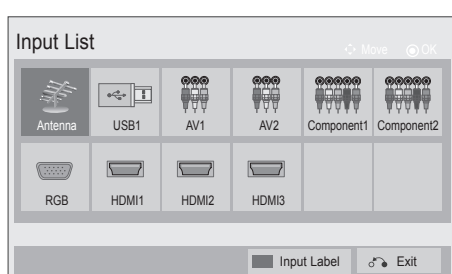 Input List
Move OK
Antenna USB1 AV1 AV2 Component1 Component2
RGB HDMI1 HDMI2 HDMI3
Input Label Exit